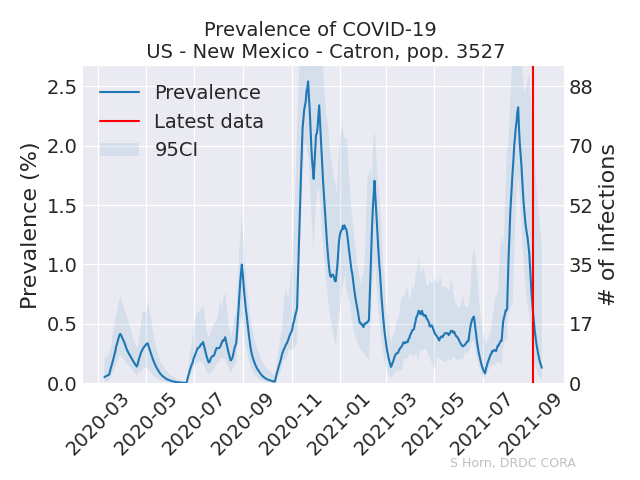 Prevalence of COVID-19
US - New Mexico - Catron, pop. 3527
Prevalence
Latest data
95CI
Prevalence (%)
2.5
2.0
1.5
1.0
0.5
0.0
# of infections
88
70
52
35
17
0
2020-03
2020-05
2020-07
2020-09
2020-11
2021-01
2021-03
2021-05
2021-07
2021-09
S Horn, DRDC CORA